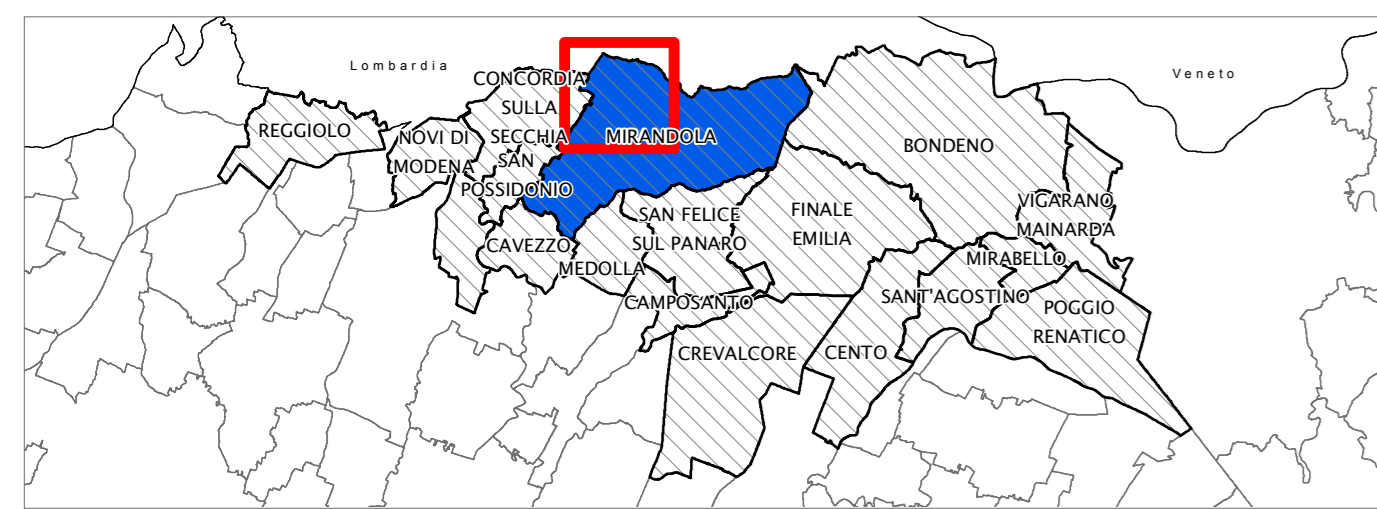 Lombardia
Veneto
CONCORDIA
SULLA
SECCHIA
REGGIOLO
NOVI DI
MODENA
SAN
POSSIDONIO
MIRANDOLA
BONDENO
CAVEZZO
MEDOLLA
SAN FELICE
SUL PANARO
FINALE
EMILIA
VIGARANO
MAINARDA
MIRABELLO
CAMPOSANTO
SANT'AGOSTINO
POGGIO
RENATICO
CREVALCORE
CENTO